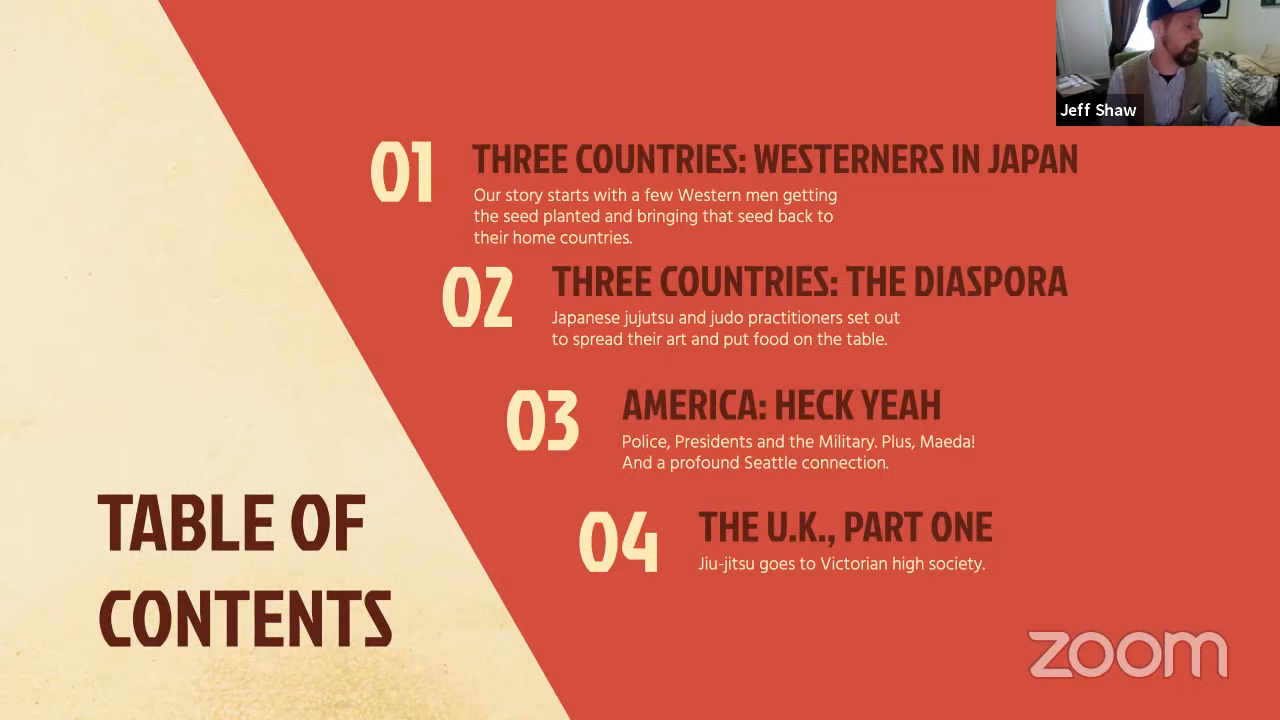 Jeff Shaw
01
THREE COUNTRIES: WESTERNERS IN JAPAN
Our story starts with a few Western men getting
the seed planted and bringing that seed back to
their home countries.
02
THREE COUNTRIES: THE DIASPORA
Japanese jujutsu and judo practitioners set out
to spread their art and put food on the table.
03
AMERICA: HECK YEAH
Police, Presidents and the Military. Plus, Maeda!
And a profound Seattle connection.
04
THE U.K., PART ONE
Jiu-jitsu goes to Victorian high society.
TABLE OF
CONTENTS
zoom